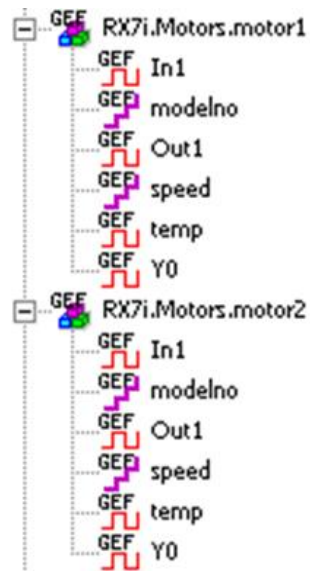 GEF RX7i.Motors.motor1
GEF In1
GEF modelno
GEF Out1
GEF speed
GEF temp
GEF Y0
GEF RX7i.Motors.motor2
GEF In1
GEF modelno
GEF Out1
GEF speed
GEF temp
GEF Y0